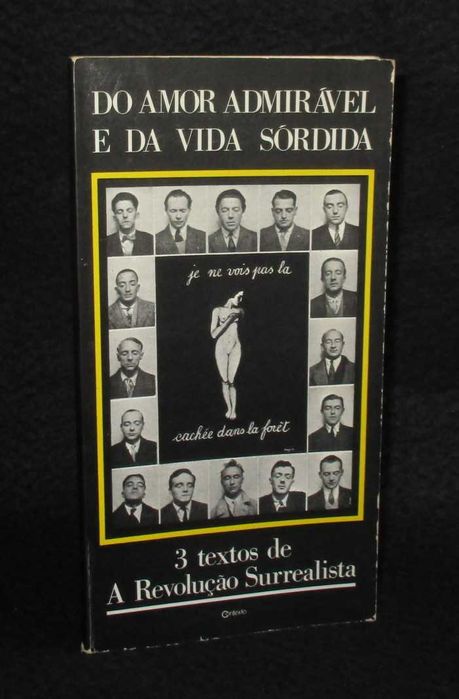 DO AMOR ADMIRÁVEL
E DA VIDA SÓRDIDA
je ne vois pas la
cachée dans la forêt
3 textos de
A Revolução Surrealista
Contexto